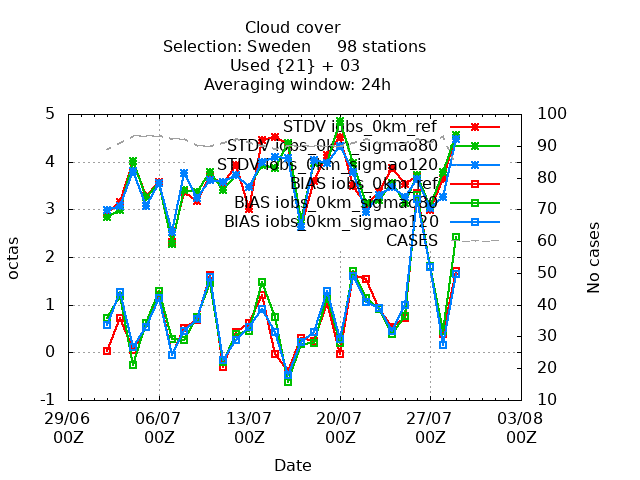 Cloud cover
Selection: Sweden 98 stations
Used {21} + 03
Averaging window: 24h
STDV iobs_0km_ref
STDV iobs_0km_sigmao80
STDV iobs_0km_sigmao120
BIAS iobs_0km_ref
BIAS iobs_0km_sigmao80
BIAS iobs_0km_sigmao120
CASES
octas
5
4
3
2
1
0
-1
No cases
100
90
80
70
60
50
40
30
20
10
29/06 06/07 13/07 20/07 27/07 03/08
00Z 00Z 00Z 00Z 00Z 00Z
Date